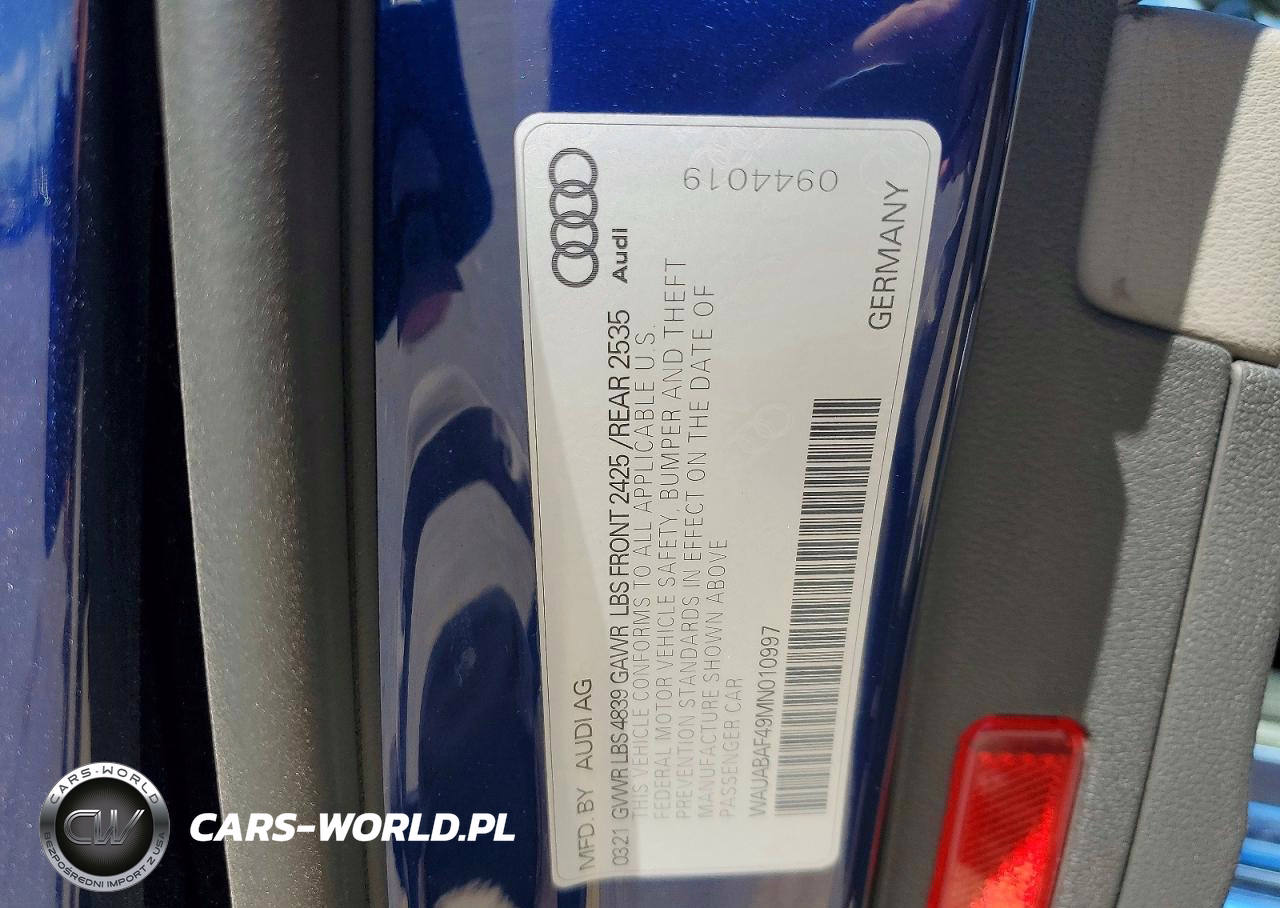 MFD. BY AUDI AG
Audi
0321 GVWR LBS 4839 GAWR LBS FRONT 2425 / REAR 2535
THIS VEHICLE CONFORMS TO ALL APPLICABLE U.S.
FEDERAL MOTOR VEHICLE SAFETY, BUMPER AND THEFT
PREVENTION STANDARDS IN EFFECT ON THE DATE OF
MANUFACTURE SHOWN ABOVE
PASSENGER CAR
WAUABAF49MN010997
GERMANY
0944019
CARS-WORLD
CW
BEZPOŚREDNI IMPORT Z USA
CARS-WORLD.PL